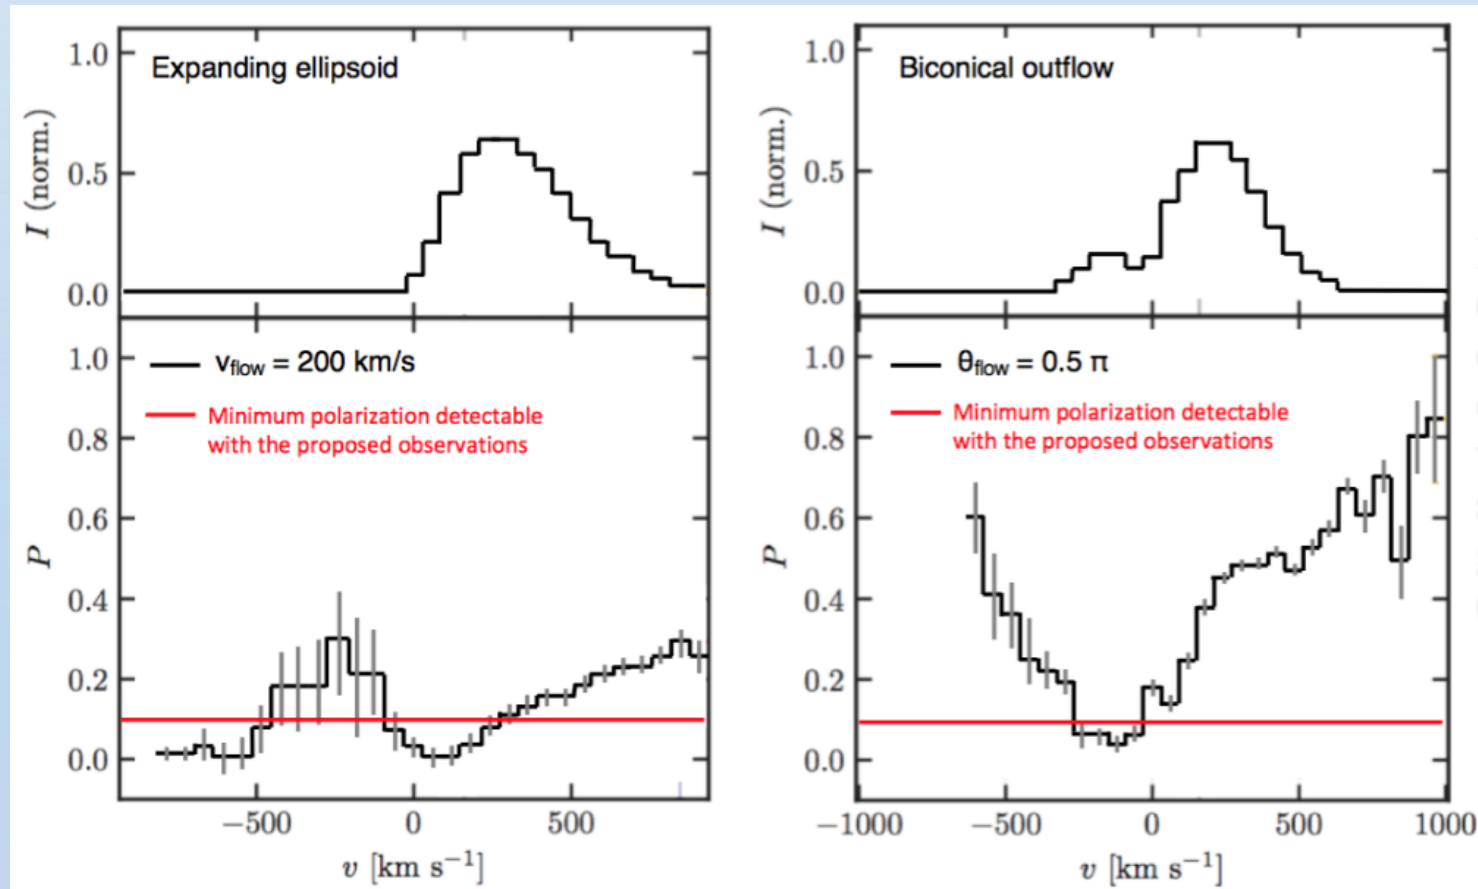 Expanding ellipsoid
I (norm.)
1.0
0.5
0.0
v_flow = 200 km/s
Minimum polarization detectable
with the proposed observations
P
1.0
0.8
0.6
0.4
0.2
0.0
−500 0 500
v [km s⁻¹]
Biconical outflow
I (norm.)
1.0
0.5
0.0
θ_flow = 0.5 π
Minimum polarization detectable
with the proposed observations
P
1.0
0.8
0.6
0.4
0.2
0.0
−1000 −500 0 500 1000
v [km s⁻¹]